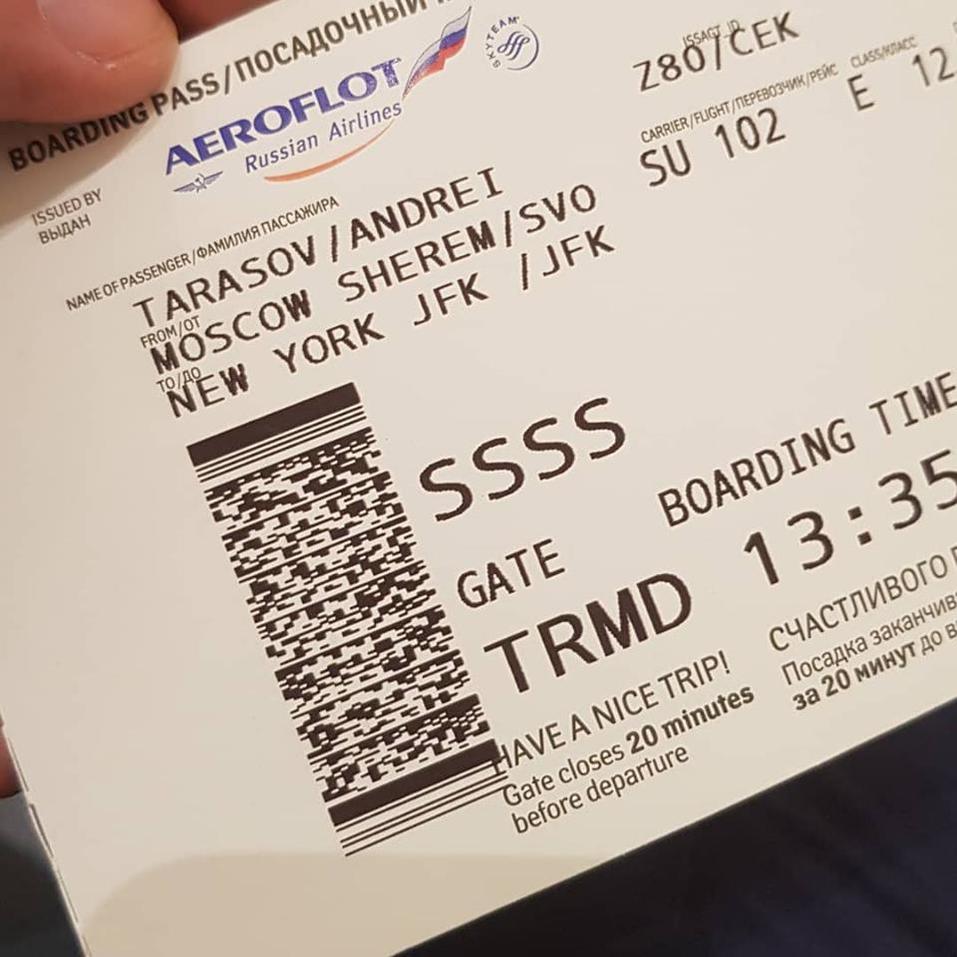 BOARDING PASS/ПОСАДОЧНЫЙ
AEROFLOT
Russian Airlines
SKYTEAM
ISSUED BY
ВЫДАН
ISSAGT ID
Z80/CEK
CARRIER/FLIGHT/ПЕРЕВОЗЧИК/РЕЙС CLASS/КЛАСС
SU 102 E 12
NAME OF PASSENGER/ФАМИЛИЯ ПАССАЖИРА
TARASOV/ANDREI
FROM/ОТ
MOSCOW SHEREM/SVO
TO/ДО
NEW YORK JFK /JFK
SSSS
GATE BOARDING TIME
TRMD 13:35
HAVE A NICE TRIP!
Gate closes 20 minutes
before departure
СЧАСТЛИВОГО
Посадка
за 20 минут до